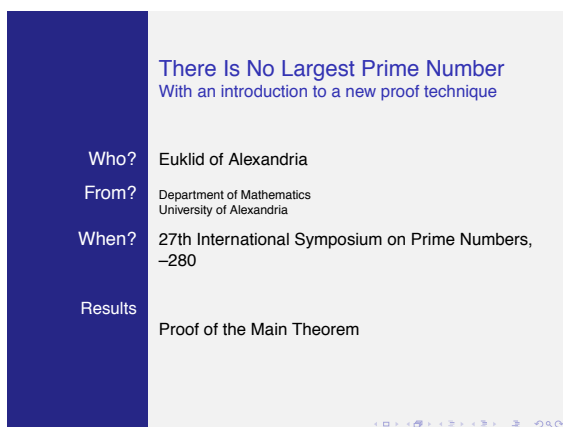 There Is No Largest Prime Number
With an introduction to a new proof technique
Who?
Euklid of Alexandria
From?
Department of Mathematics
University of Alexandria
When?
27th International Symposium on Prime Numbers,
–280
Results
Proof of the Main Theorem